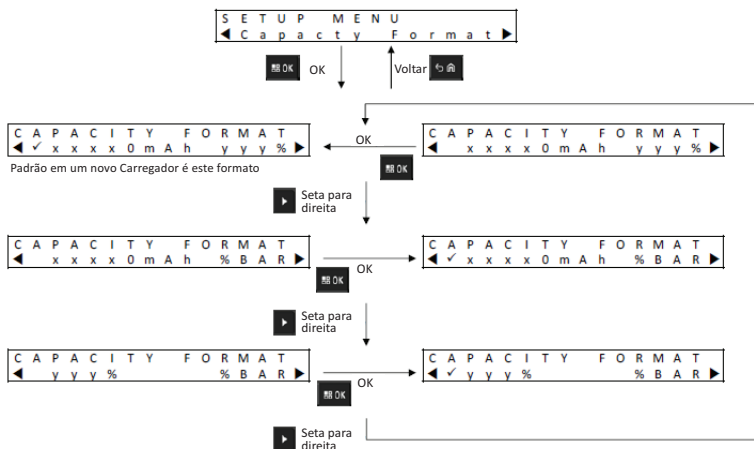 SETUP MENU
◀Capacty Format▶
OK OK Voltar
CAPACITY FORMAT
◀✓xxxx0mAh yyy%▶
OK
OK
CAPACITY FORMAT
◀ xxxx0mAh yyy%▶
Padrão em um novo Carregador é este formato
Seta para
direita
CAPACITY FORMAT
◀ xxxx0mAh %BAR▶
OK
OK
CAPACITY FORMAT
◀✓xxxx0mAh %BAR▶
Seta para
direita
CAPACITY FORMAT
◀ yyy% %BAR▶
OK
OK
CAPACITY FORMAT
◀✓yyy% %BAR▶
Seta para
direita